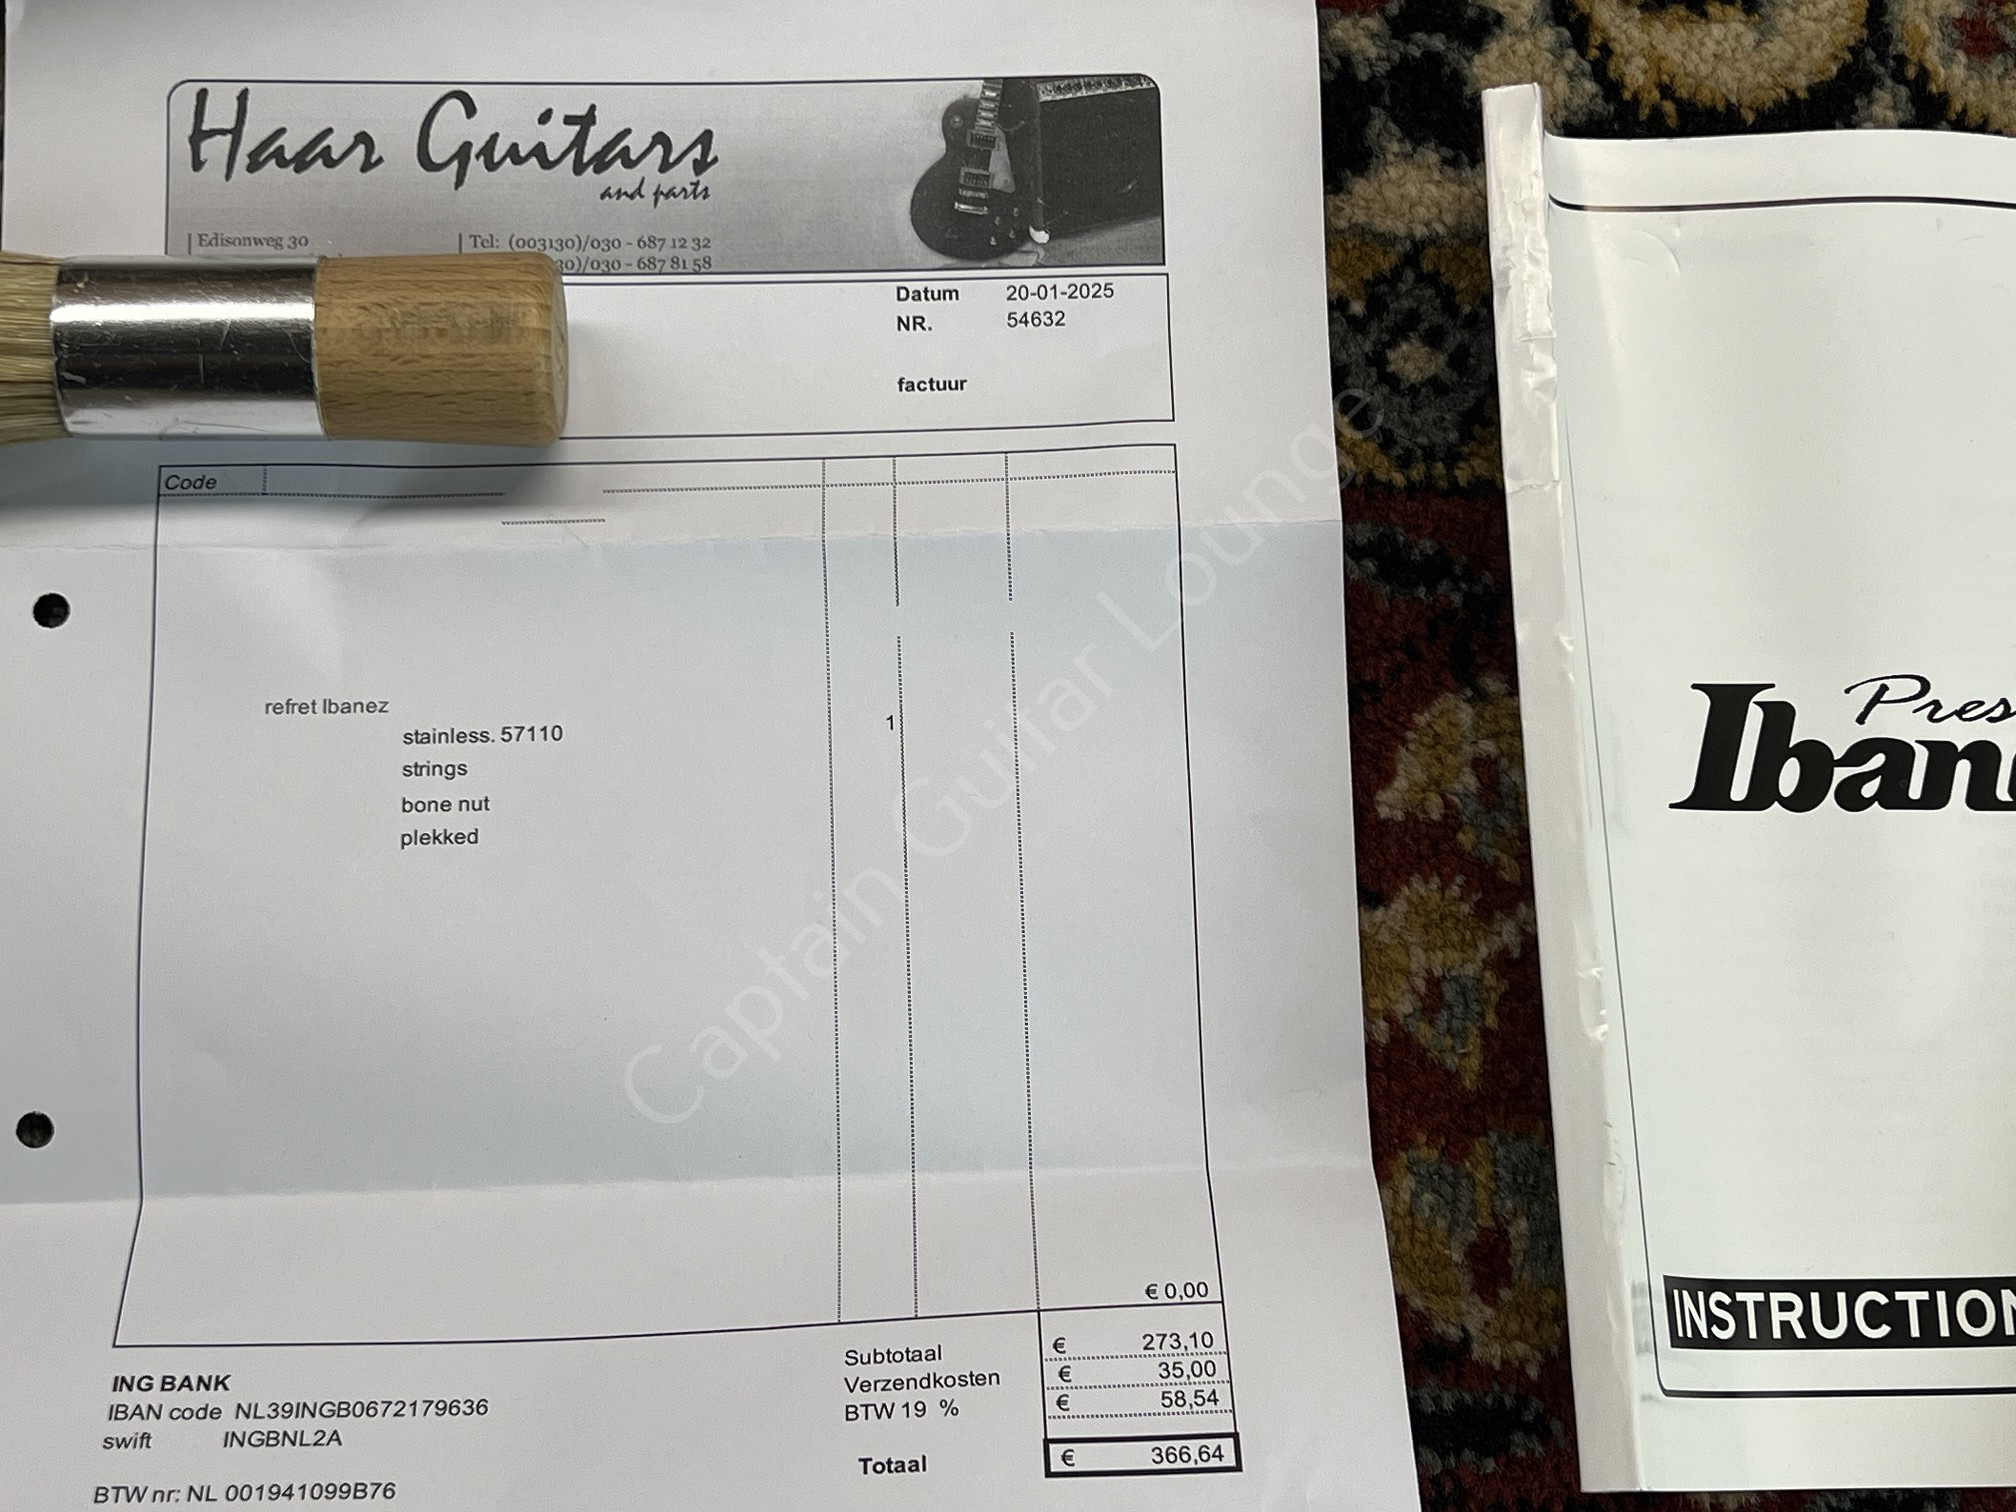 Haar Guitars
and parts
Edisonweg 30
Tel: (003130)/030 - 687 12 32
30)/030 - 687 81 58
Datum 20-01-2025
NR. 54632
factuur
Code
refret Ibanez
1
stainless. 57110
strings
bone nut
plekked
€ 0,00
Subtotaal € 273,10
Verzendkosten € 35,00
BTW 19 % € 58,54
Totaal € 366,64
ING BANK
IBAN code NL39INGB0672179636
swift INGBNL2A
BTW nr: NL 001941099B76
Captain Guitar Lounge
Pres
Iban
INSTRUCTION